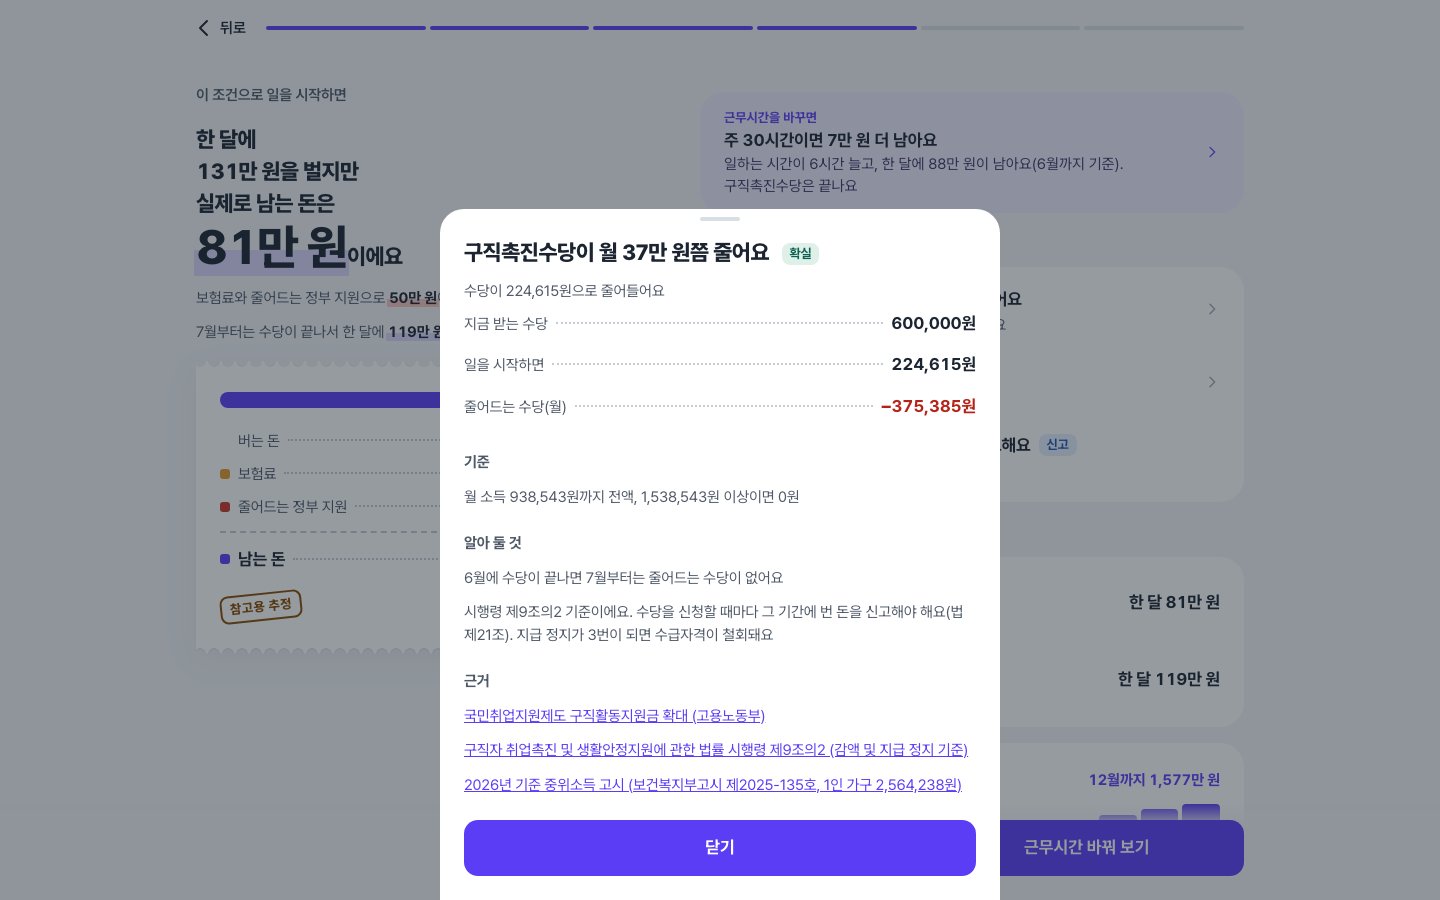 뒤로
이 조건으로 일을 시작하면
한 달에
131만 원을 벌지만
실제로 남는 돈은
81만 원이에요
보험료와 줄어드는 정부 지원으로 50만 원
7월부터는 수당이 끝나서 한 달에 119만
버는 돈
보험료
줄어드는 정부 지원
남는 돈
참고용 추정
근무시간을 바꾸면
주 30시간이면 7만 원 더 남아요
일하는 시간이 6시간 늘고, 한 달에 88만 원이 남아요(6월까지 기준).
구직촉진수당은 끝나요
구직촉진수당이 월 37만 원쯤 줄어요 확실
수당이 224,615원으로 줄어들어요
지금 받는 수당 600,000원
일을 시작하면 224,615원
줄어드는 수당(월) –375,385원
기준
월 소득 938,543원까지 전액, 1,538,543원 이상이면 0원
알아 둘 것
6월에 수당이 끝나면 7월부터는 줄어드는 수당이 없어요
시행령 제9조의2 기준이에요. 수당을 신청할 때마다 그 기간에 번 돈을 신고해야 해요(법
제21조). 지급 정지가 3번이 되면 수급자격이 철회돼요
근거
국민취업지원제도 구직활동지원금 확대 (고용노동부)
구직자 취업촉진 및 생활안정지원에 관한 법률 시행령 제9조의2 (감액 및 지급 정지 기준)
2026년 기준 중위소득 고시 (보건복지부고시 제2025-135호, 1인 가구 2,564,238원)
닫기
해요 신고
한 달 81만 원
한 달 119만 원
12월까지 1,577만 원
근무시간 바꿔 보기